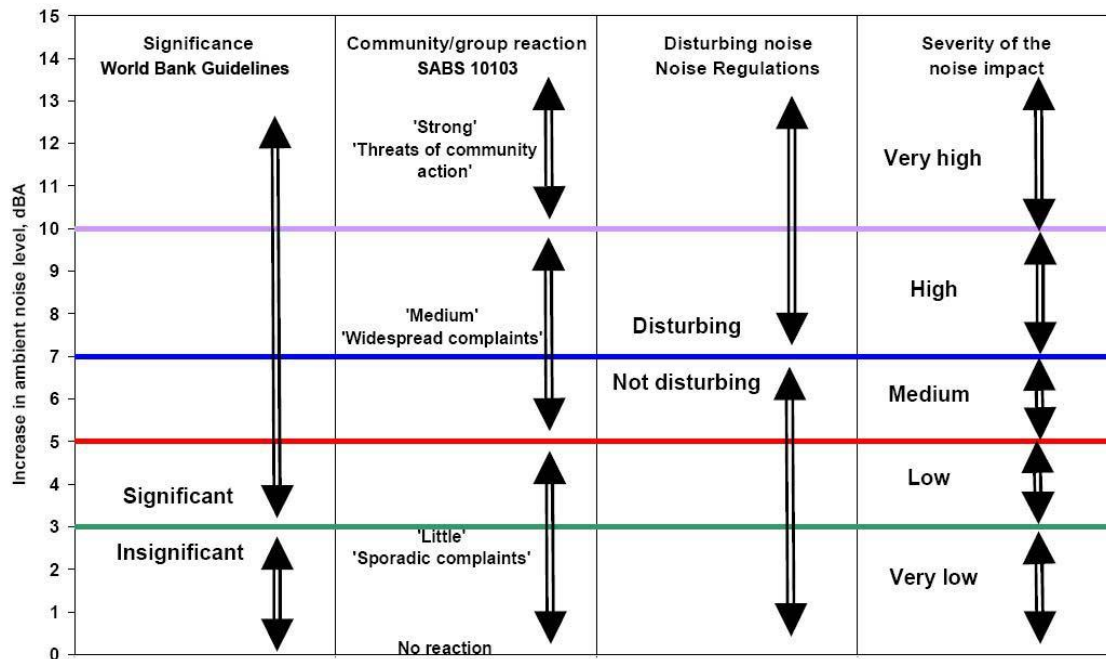 15
14
13
12
11
10
9
8
7
6
5
4
3
2
1
0
Increase in ambient noise level, dBA
Significance
World Bank Guidelines
Significant
Insignificant
Community/group reaction
SABS 10103
'Strong'
'Threats of community
action'
'Medium'
'Widespread complaints'
'Little'
'Sporadic complaints'
No reaction
Disturbing noise
Noise Regulations
Disturbing
Not disturbing
Severity of the
noise impact
Very high
High
Medium
Low
Very low